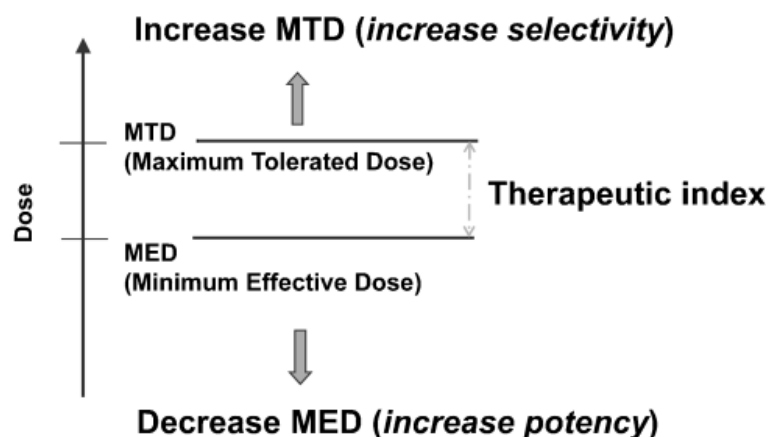 Increase MTD (increase selectivity)
MTD
(Maximum Tolerated Dose)
Therapeutic index
Dose
MED
(Minimum Effective Dose)
Decrease MED (increase potency)